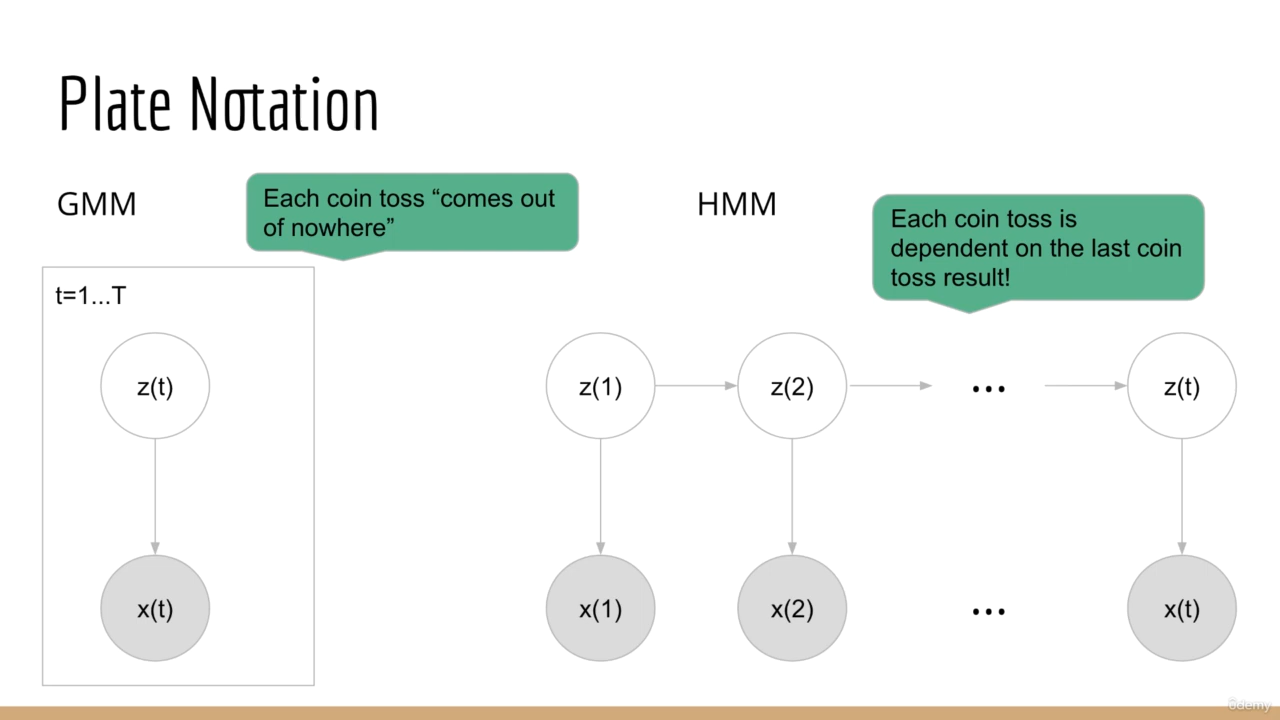 Plate Notation
GMM
Each coin toss “comes out
of nowhere”
HMM
Each coin toss is
dependent on the last coin
toss result!
t=1...T
z(t)
x(t)
z(1)
z(2)
...
z(t)
x(1)
x(2)
...
x(t)
ûdemy